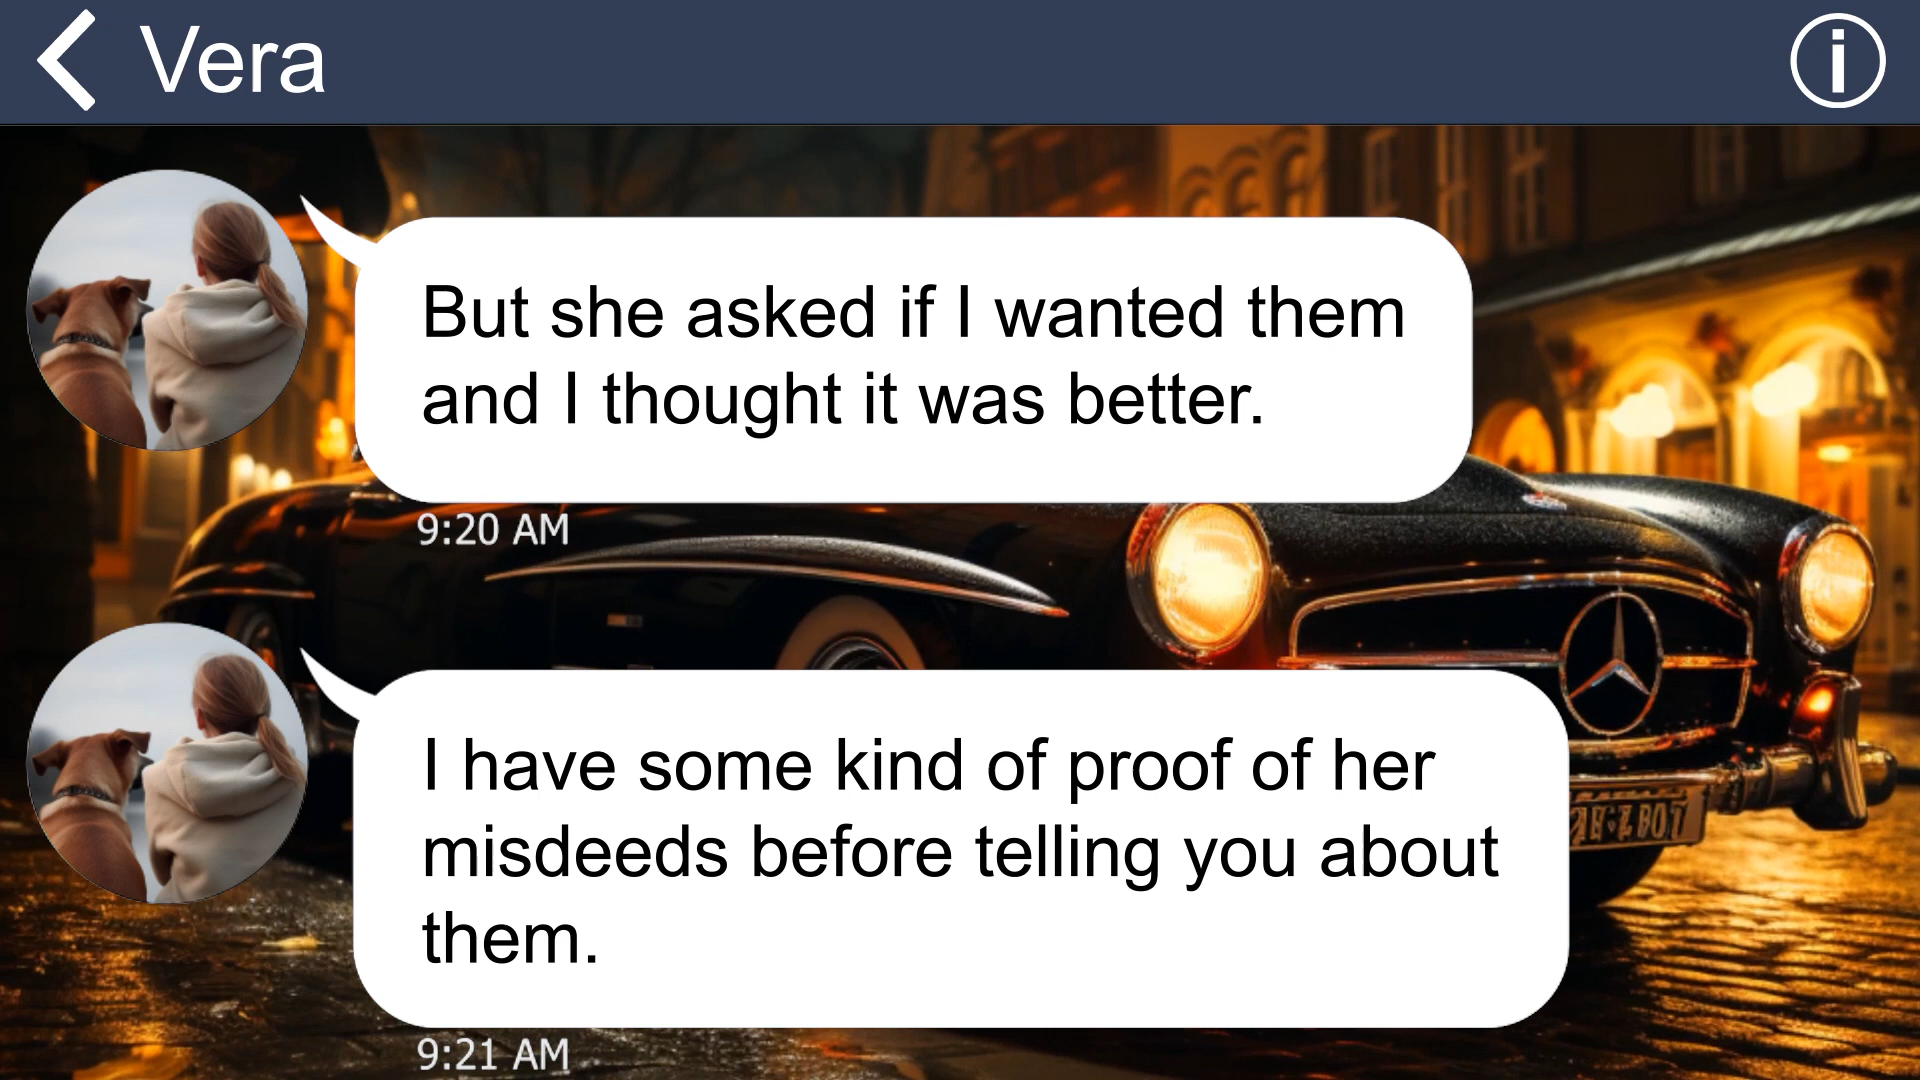 Vera
But she asked if I wanted them
and I thought it was better.
9:20 AM
I have some kind of proof of her
misdeeds before telling you about
them.
9:21 AM